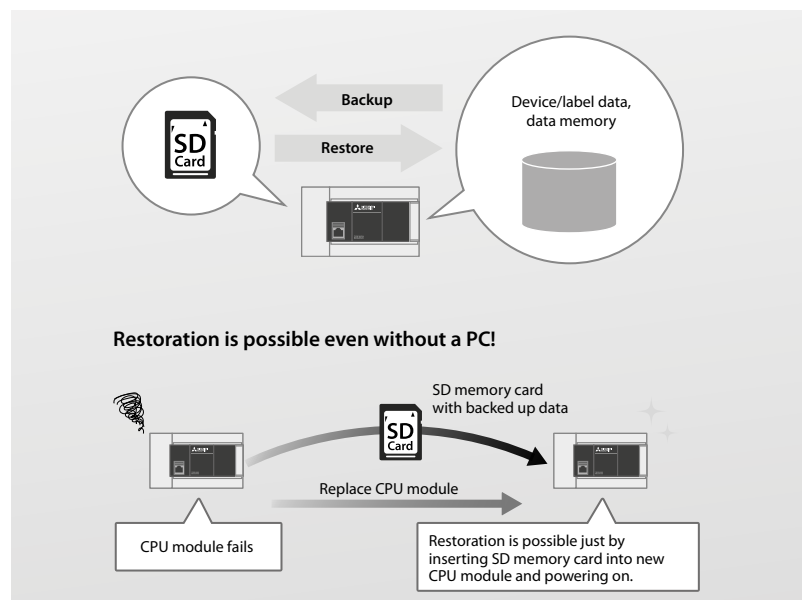 Backup
Device/label data,
data memory
SD
Card
Restore
Restoration is possible even without a PC!
SD memory card
with backed up data
SD
Card
Replace CPU module
CPU module fails
Restoration is possible just by
inserting SD memory card into new
CPU module and powering on.